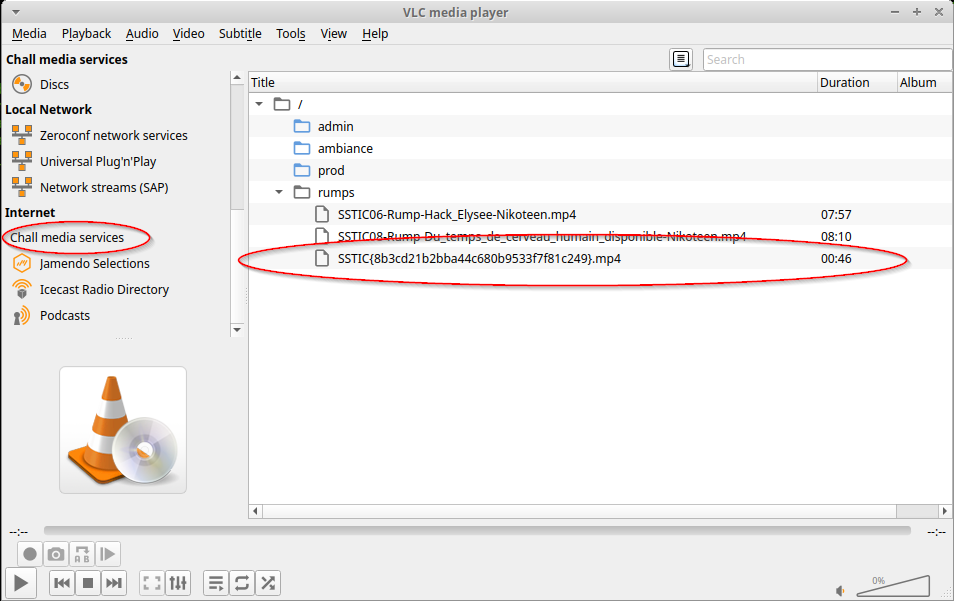 VLC media player
Media Playback Audio Video Subtitle Tools View Help
Chall media services
Search
Discs
Local Network
Zeroconf network services
Universal Plug'n'Play
Network streams (SAP)
Internet
Chall media services
Jamendo Selections
Icecast Radio Directory
Podcasts
Title Duration Album
/
admin
ambiance
prod
rumps
SSTIC06-Rump-Hack_Elysee-Nikoteen.mp4 07:57
SSTIC08-Rump-Du_temps_de_cerveau_humain_disponible-Nikoteen.mp4 08:10
SSTIC{8b3cd21b2bba44c680b9533f7f81c249}.mp4 00:46
--:-- --:--
A B
0%